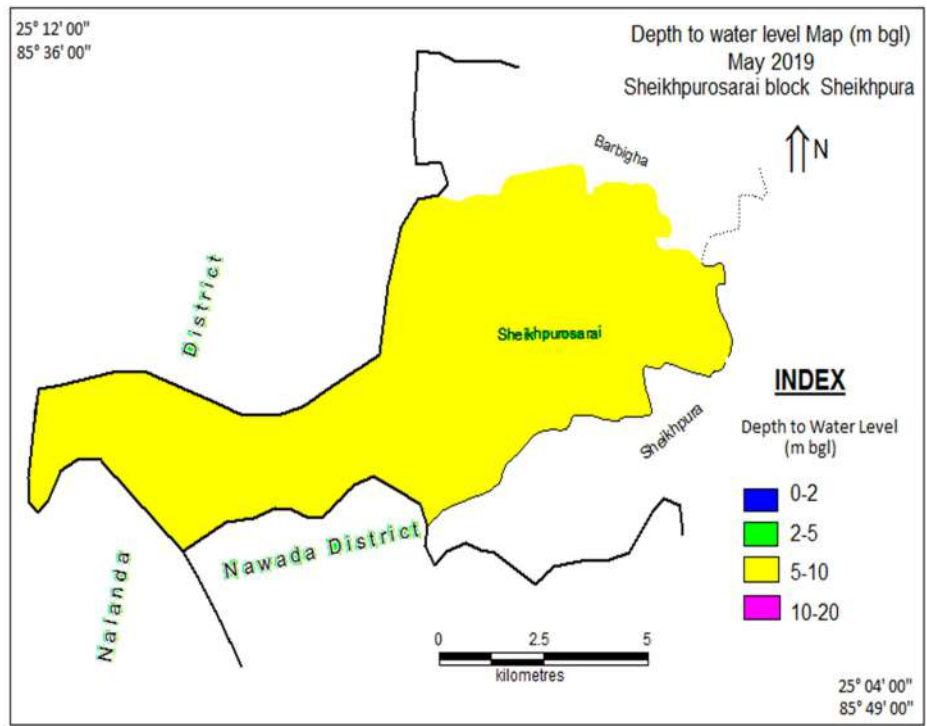 25° 12' 00"
85° 36' 00"
Depth to water level Map (m bgl)
May 2019
Sheikhpurosarai block Sheikhpura
N
Barbigha
District
Sheikhpurosarai
INDEX
Depth to Water Level
(m bgl)
0-2
2-5
5-10
10-20
Sheikhpura
Nawada District
Nalanda
0 2.5 5
kilometres
25° 04' 00"
85° 49' 00"